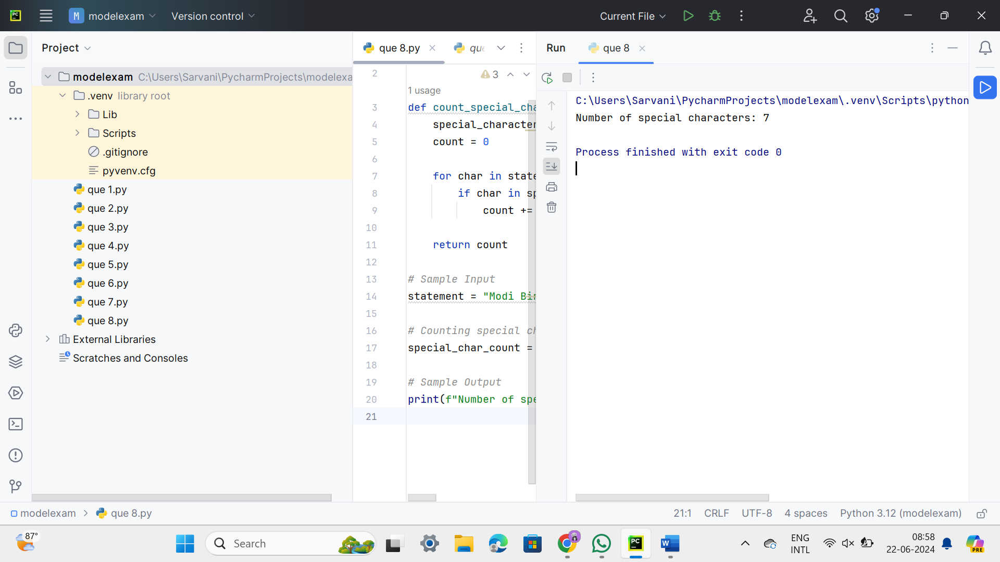 PC
M modelexam
Version control
Current File
Project
modelexam C:\Users\Sarvani\PycharmProjects\modelexa
.venv library root
Lib
Scripts
.gitignore
pyvenv.cfg
que 1.py
que 2.py
que 3.py
que 4.py
que 5.py
que 6.py
que 7.py
que 8.py
External Libraries
Scratches and Consoles
que 8.py
que
3
2
1 usage
3 def count_special_cha
4 special_character
5 count = 0
6
7 for char in state
8 if char in sp
9 count +=
10
11 return count
12
13 # Sample Input
14 statement = "Modi Bir
15
16 # Counting special ch
17 special_char_count =
18
19 # Sample Output
20 print(f"Number of spe
21
Run
que 8
C:\Users\Sarvani\PycharmProjects\modelexam\.venv\Scripts\python
Number of special characters: 7
Process finished with exit code 0
modelexam
que 8.py
21:1 CRLF UTF-8 4 spaces Python 3.12 (modelexam)
87°
Search
PC
W
ENG
INTL
08:58
22-06-2024
PRE